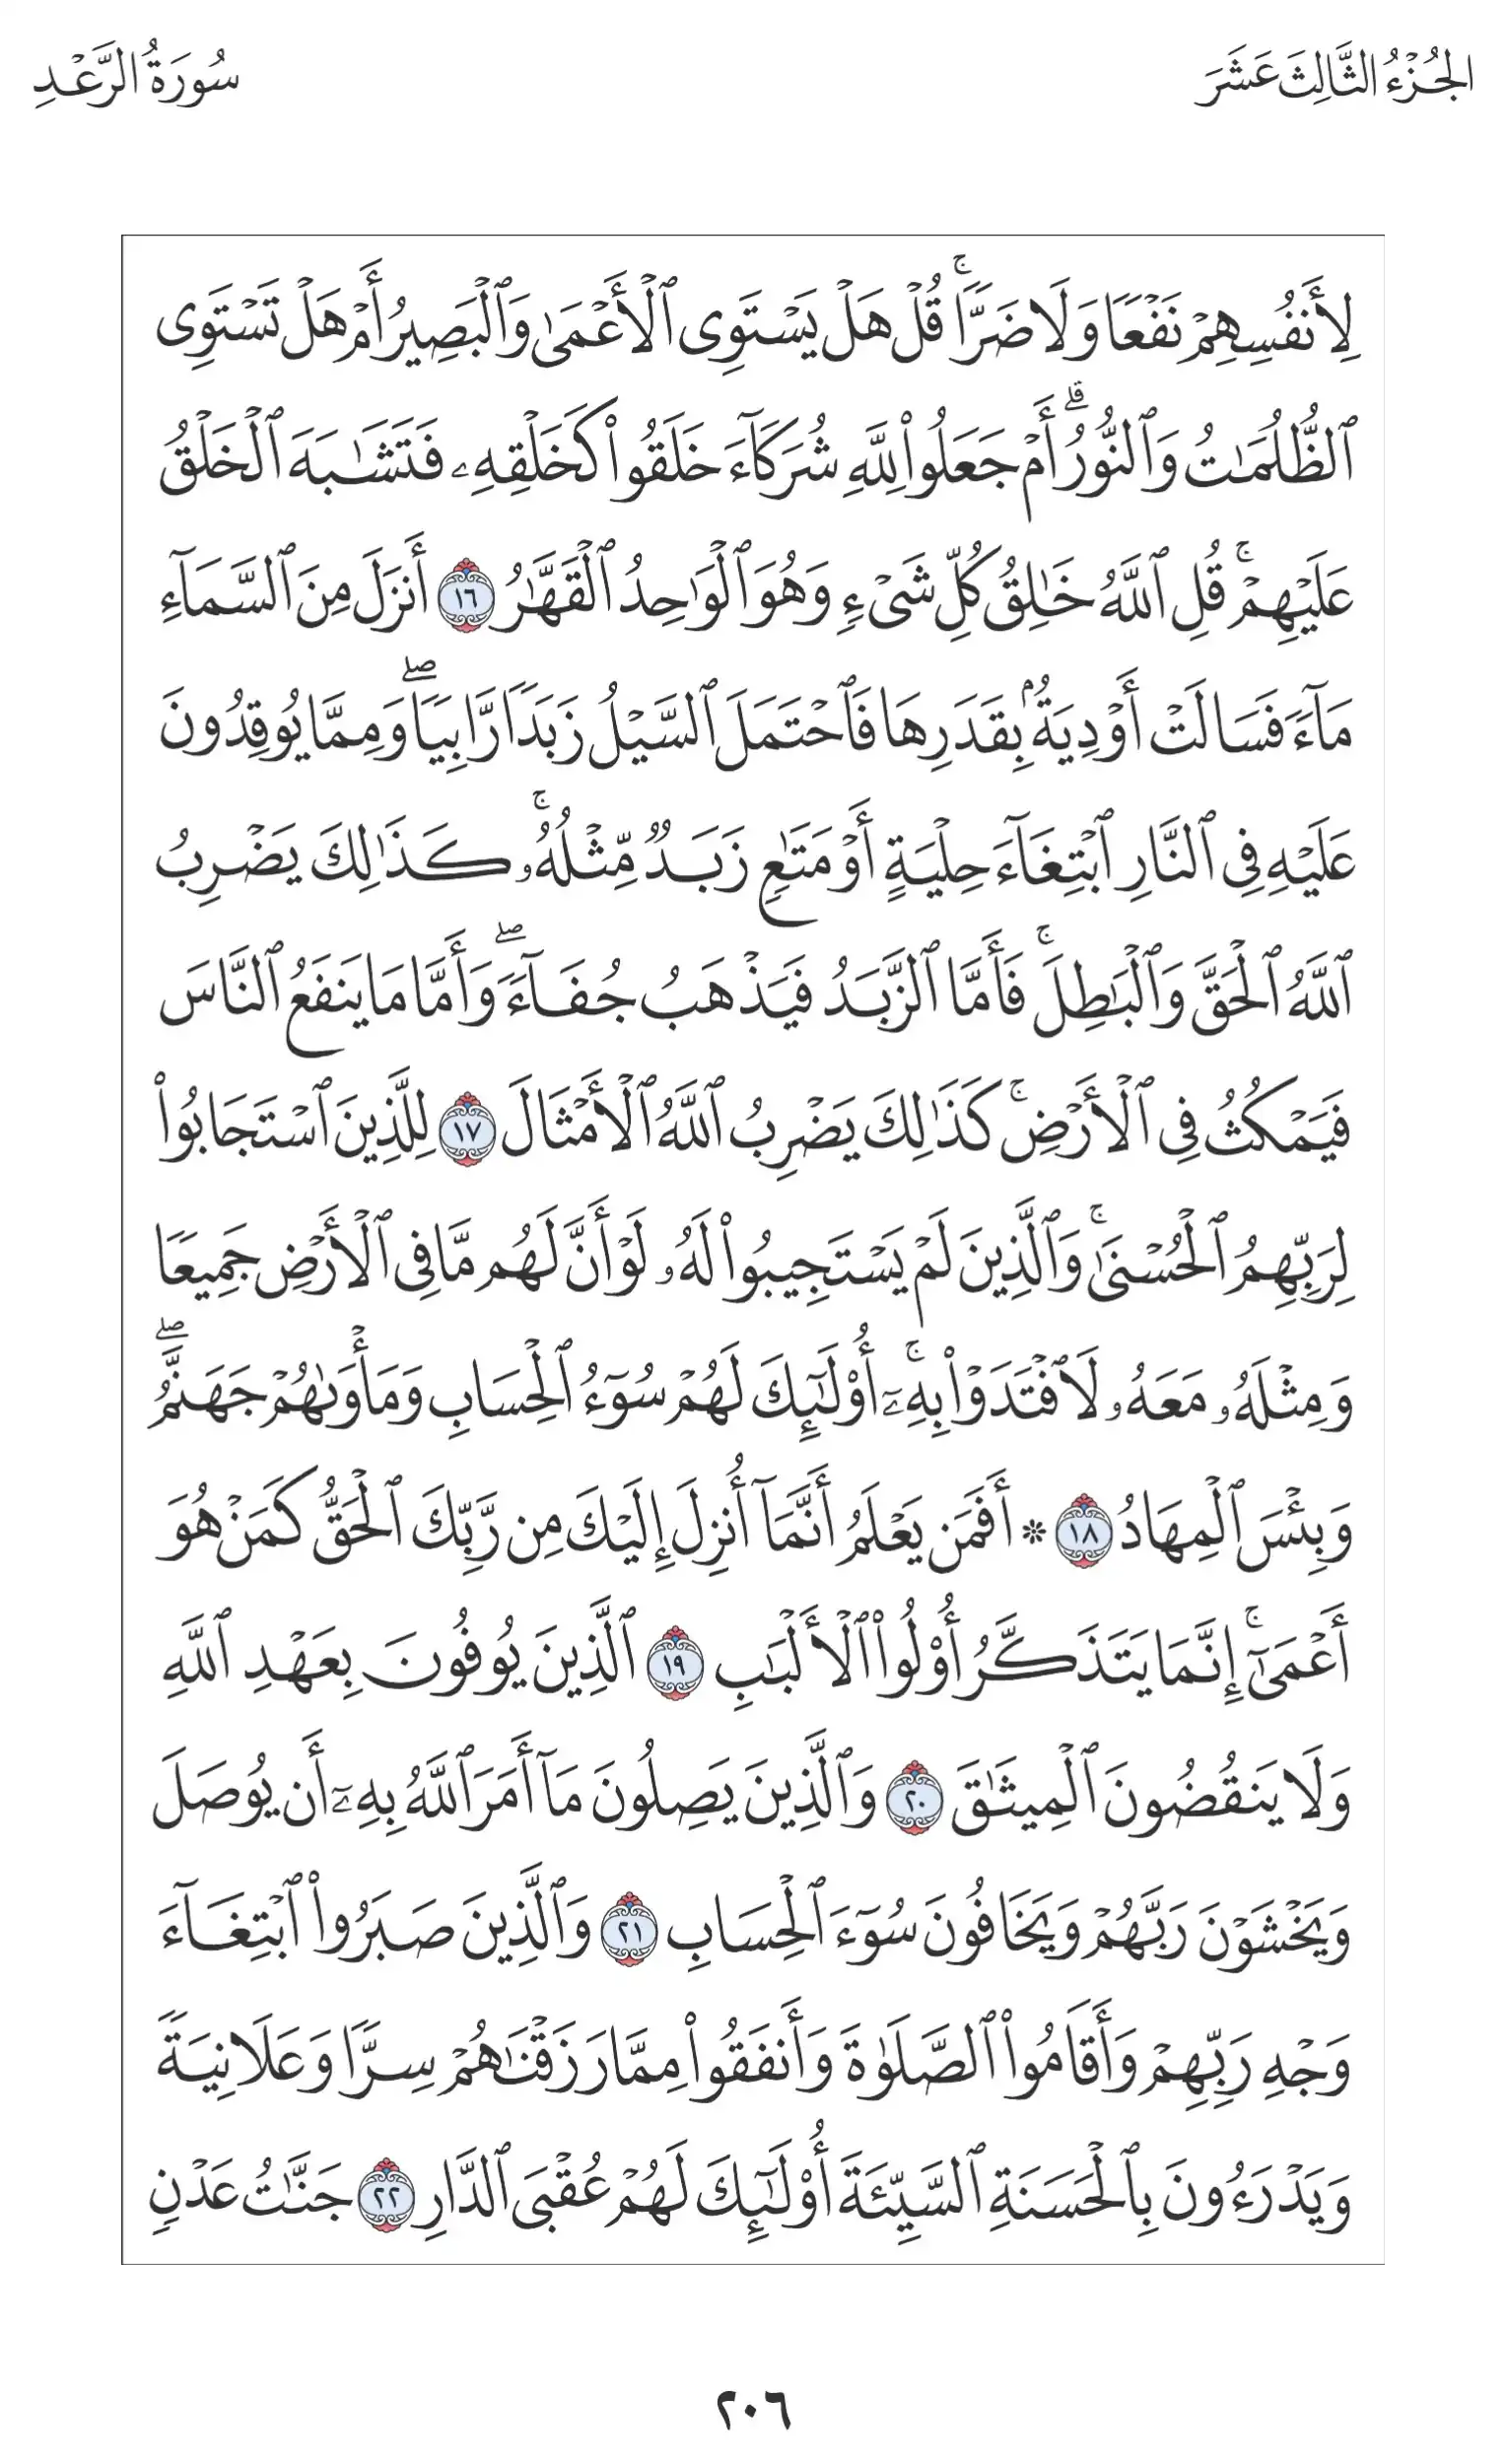 الجُزْءُ الثَّالِثَ عَشَرَ
سُورَةُ الرَّعْدِ
لِأَنفُسِهِمْ نَفْعًا وَلَا ضَرًّاۚ قُلْ هَلْ يَسْتَوِى ٱلْأَعْمَىٰ وَٱلْبَصِيرُ أَمْ هَلْ تَسْتَوِى
ٱلظُّلُمَـٰتُ وَٱلنُّورُۗ أَمْ جَعَلُوا۟ لِلَّهِ شُرَكَآءَ خَلَقُوا۟ كَخَلْقِهِۦ فَتَشَـٰبَهَ ٱلْخَلْقُ
عَلَيْهِمْۚ قُلِ ٱللَّهُ خَـٰلِقُ كُلِّ شَىْءٍ وَهُوَ ٱلْوَٰحِدُ ٱلْقَهَّـٰرُ ١٦ أَنزَلَ مِنَ ٱلسَّمَآءِ
مَآءً فَسَالَتْ أَوْدِيَةٌۢ بِقَدَرِهَا فَٱحْتَمَلَ ٱلسَّيْلُ زَبَدًا رَّابِيًاۖ وَمِمَّا يُوقِدُونَ
عَلَيْهِ فِى ٱلنَّارِ ٱبْتِغَآءَ حِلْيَةٍ أَوْ مَتَـٰعٍ زَبَدٌ مِّثْلُهُۥۚ كَذَٰلِكَ يَضْرِبُ
ٱللَّهُ ٱلْحَقَّ وَٱلْبَـٰطِلَۚ فَأَمَّا ٱلزَّبَدُ فَيَذْهَبُ جُفَآءًۖ وَأَمَّا مَا يَنفَعُ ٱلنَّاسَ
فَيَمْكُثُ فِى ٱلْأَرْضِۚ كَذَٰلِكَ يَضْرِبُ ٱللَّهُ ٱلْأَمْثَالَ ١٧ لِلَّذِينَ ٱسْتَجَابُوا۟
لِرَبِّهِمُ ٱلْحُسْنَىٰۚ وَٱلَّذِينَ لَمْ يَسْتَجِيبُوا۟ لَهُۥ لَوْ أَنَّ لَهُم مَّا فِى ٱلْأَرْضِ جَمِيعًا
وَمِثْلَهُۥ مَعَهُۥ لَٱفْتَدَوْا۟ بِهِۦٓۚ أُو۟لَـٰٓئِكَ لَهُمْ سُوٓءُ ٱلْحِسَابِ وَمَأْوَىٰهُمْ جَهَنَّمُۖ
وَبِئْسَ ٱلْمِهَادُ ١٨ ۞ أَفَمَن يَعْلَمُ أَنَّمَآ أُنزِلَ إِلَيْكَ مِن رَّبِّكَ ٱلْحَقُّ كَمَنْ هُوَ
أَعْمَىٰٓۚ إِنَّمَا يَتَذَكَّرُ أُو۟لُوا۟ ٱلْأَلْبَـٰبِ ١٩ ٱلَّذِينَ يُوفُونَ بِعَهْدِ ٱللَّهِ
وَلَا يَنقُضُونَ ٱلْمِيثَـٰقَ ٢٠ وَٱلَّذِينَ يَصِلُونَ مَآ أَمَرَ ٱللَّهُ بِهِۦٓ أَن يُوصَلَ
وَيَخْشَوْنَ رَبَّهُمْ وَيَخَافُونَ سُوٓءَ ٱلْحِسَابِ ٢١ وَٱلَّذِينَ صَبَرُوا۟ ٱبْتِغَآءَ
وَجْهِ رَبِّهِمْ وَأَقَامُوا۟ ٱلصَّلَوٰةَ وَأَنفَقُوا۟ مِمَّا رَزَقْنَـٰهُمْ سِرًّا وَعَلَانِيَةً
وَيَدْرَءُونَ بِٱلْحَسَنَةِ ٱلسَّيِّئَةَ أُو۟لَـٰٓئِكَ لَهُمْ عُقْبَى ٱلدَّارِ ٢٢ جَنَّـٰتُ عَدْنٍ
٢٠٦